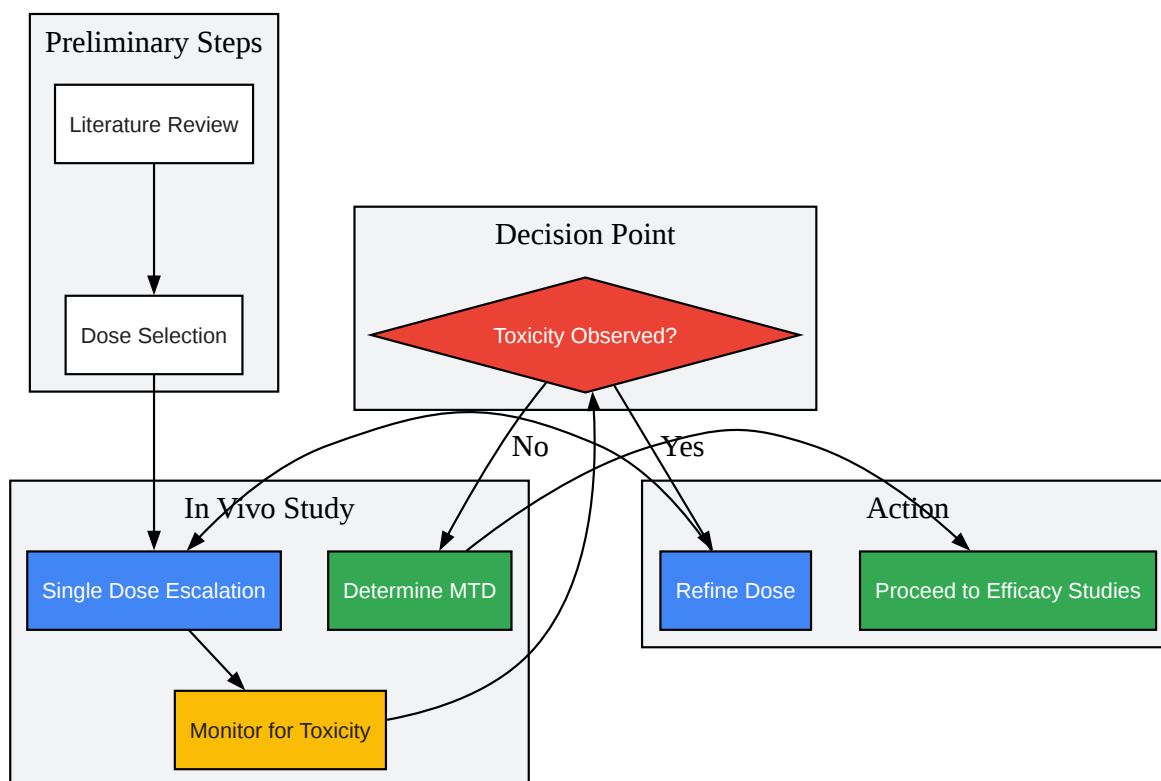 Preliminary Steps
Literature Review
Dose Selection
Decision Point
Toxicity Observed?
No
Yes
In Vivo Study
Single Dose Escalation
Determine MTD
Monitor for Toxicity
Action
Refine Dose
Proceed to Efficacy Studies